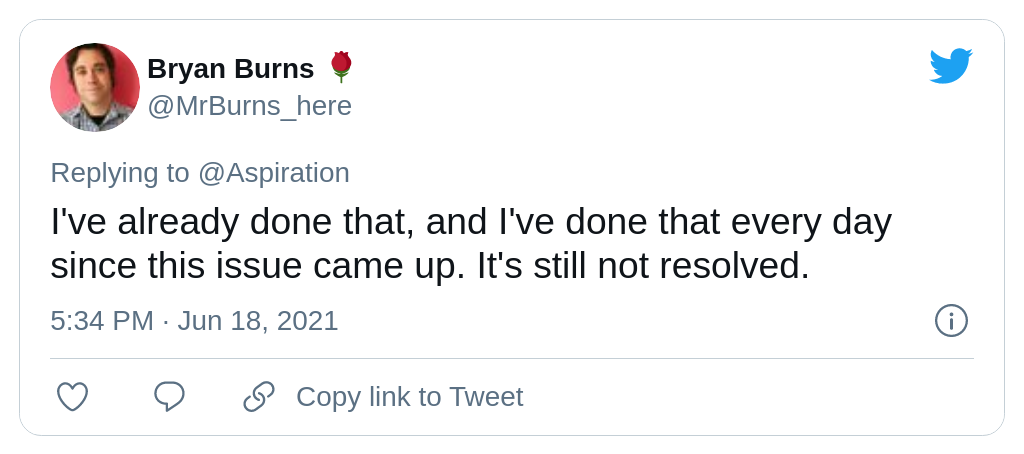 Bryan Burns 🌹
@MrBurns_here
Replying to @Aspiration
I've already done that, and I've done that every day
since this issue came up. It's still not resolved.
5:34 PM · Jun 18, 2021
Copy link to Tweet